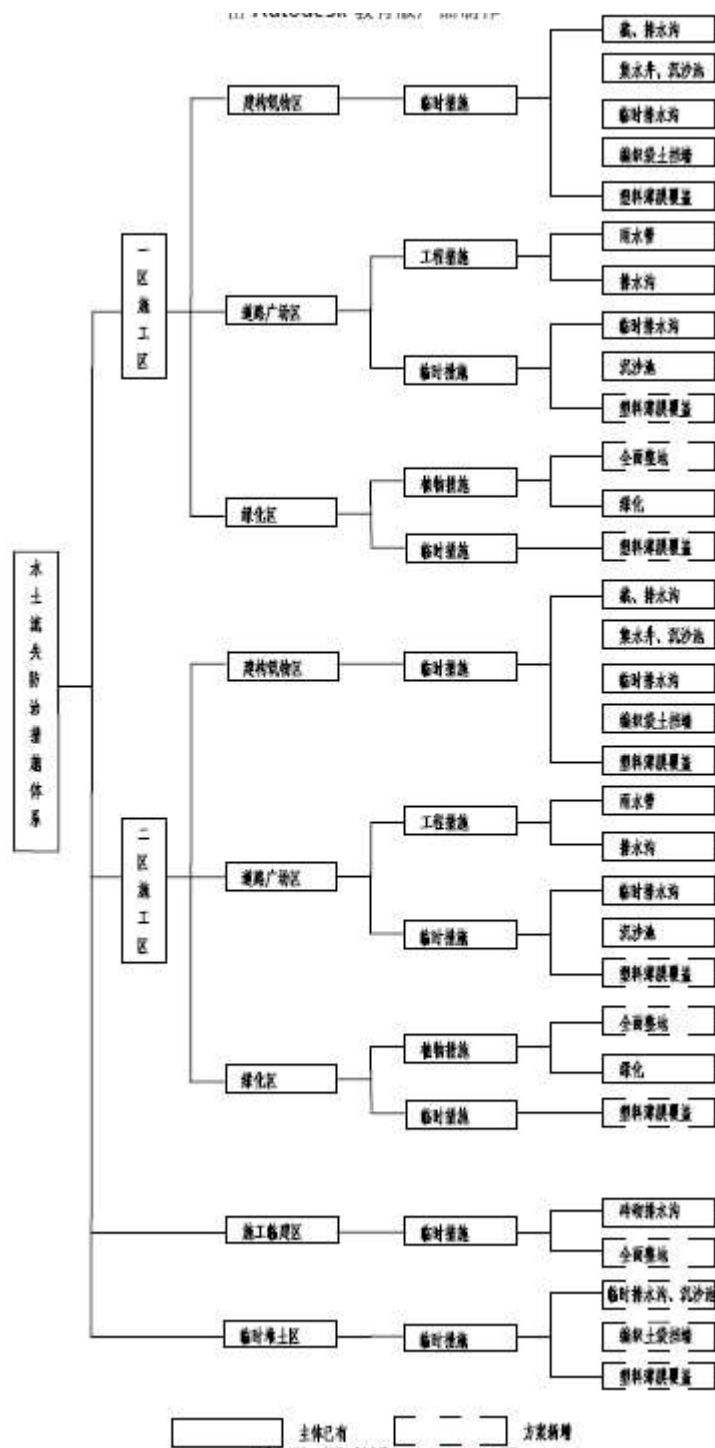 水土流失防治措施体系
一区施工区
建构筑物区
临时措施
截、排水沟
集水井、沉沙池
临时排水沟
编织袋土挡墙
塑料薄膜覆盖
道路广场区
工程措施
雨水管
排水沟
临时措施
临时排水沟
沉沙池
塑料薄膜覆盖
绿化区
植物措施
全面整地
绿化
临时措施
塑料薄膜覆盖
二区施工区
建构筑物区
临时措施
截、排水沟
集水井、沉沙池
临时排水沟
编织袋土挡墙
塑料薄膜覆盖
道路广场区
工程措施
雨水管
排水沟
临时措施
临时排水沟
沉沙池
塑料薄膜覆盖
绿化区
植物措施
全面整地
绿化
临时措施
塑料薄膜覆盖
施工临建区
临时措施
砖砌排水沟
全面整地
临时堆土区
临时措施
临时排水沟、沉沙池
编织土袋挡墙
塑料薄膜覆盖
主体已有
方案新增